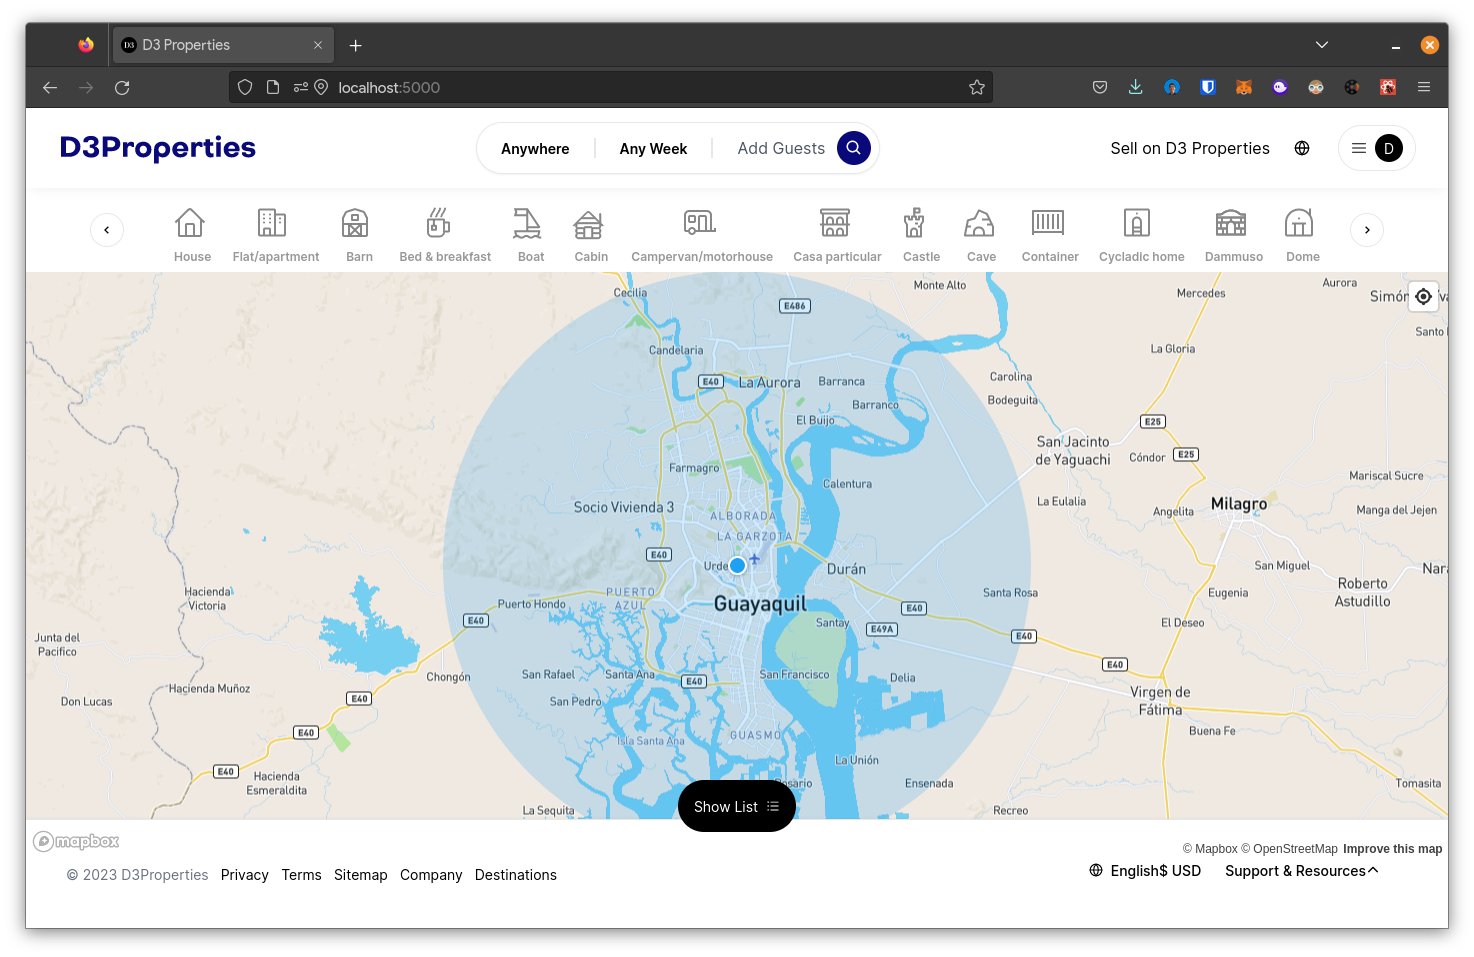 D3 Properties
localhost:5000
D3Properties
Anywhere
Any Week
Add Guests
Sell on D3 Properties
D
House
Flat/apartment
Barn
Bed & breakfast
Boat
Cabin
Campervan/motorhouse
Casa particular
Castle
Cave
Container
Cycladic home
Dammuso
Dome
Cecilia
E486
Monte Alto
Mercedes
Aurora
Candelaria
La Gloria
E40
La Aurora
Barranca
Carolina
Barranco
Bodeguita
El Buijo
E25
San Jacinto
de Yaguachi
Cóndor
E25
Farmagro
Calentura
Mariscal Sucre
Socio Vivienda 3
La Eulalia
Milagro
ALBORADA
Angelita
Manga del Jejen
LA GARZOTA
E40
Durán
San Miguel
Hacienda
Victoria
PUERTO
AZUL
Puerto Hondo
Guayaquil
E40
Santa Rosa
Eugenia
Roberto
Astudillo
E40
Santay
E49A
E40
El Deseo
Junta del
Pacifico
Chongón
San Rafael
Santa Ana
E40
San Francisco
Delia
E40
Hacienda Muñoz
Don Lucas
E40
San Pedro
Virgen de
Fátima
E40
Isla Santa Ana
GUASMO
Buena Fe
La Unión
E40
Hacienda
Esmeraldita
Ensenada
Tomasita
La Sequita
Recreo
Show List
mapbox
© Mapbox © OpenStreetMap Improve this map
© 2023 D3Properties Privacy Terms Sitemap Company Destinations
English$ USD
Support & Resources